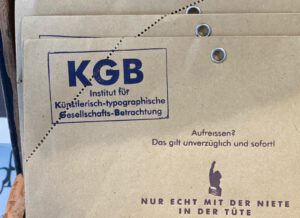 KGB
Institut für
Künstlerisch-typographische
Gesellschafts-Betrachtung
Aufreissen?
Das gilt unverzüglich und sofort!
NUR ECHT MIT DER NIETE
IN DER TÜTE